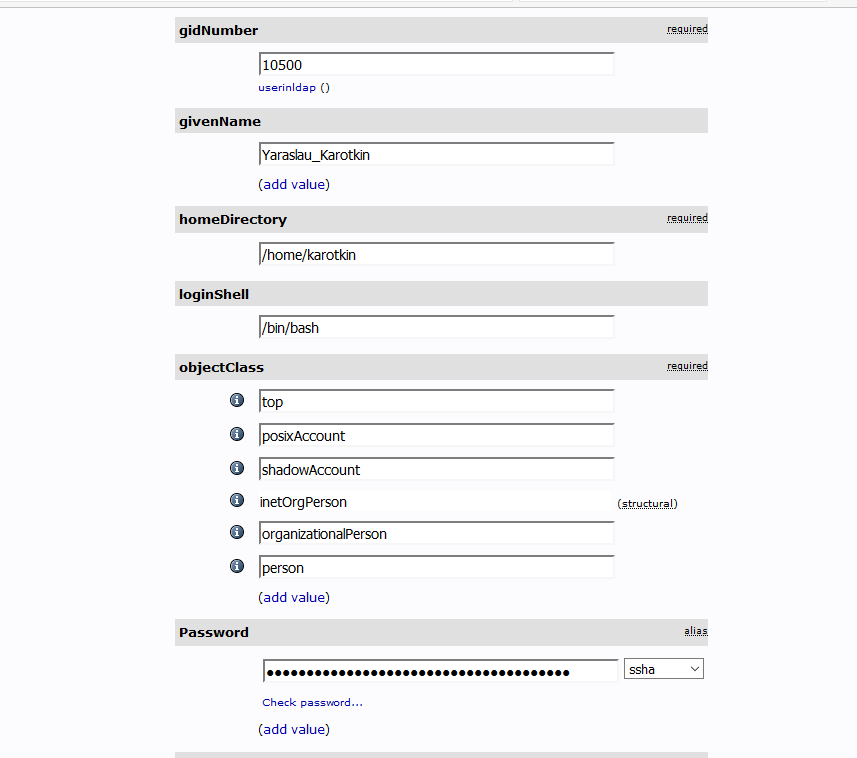 gidNumber required
10500
userinldap ()
givenName
Yaraslau_Karotkin
(add value)
homeDirectory required
/home/karotkin
loginShell
/bin/bash
objectClass required
top
posixAccount
shadowAccount
inetOrgPerson (structural)
organizationalPerson
person
(add value)
Password alias
ssha
Check password...
(add value)